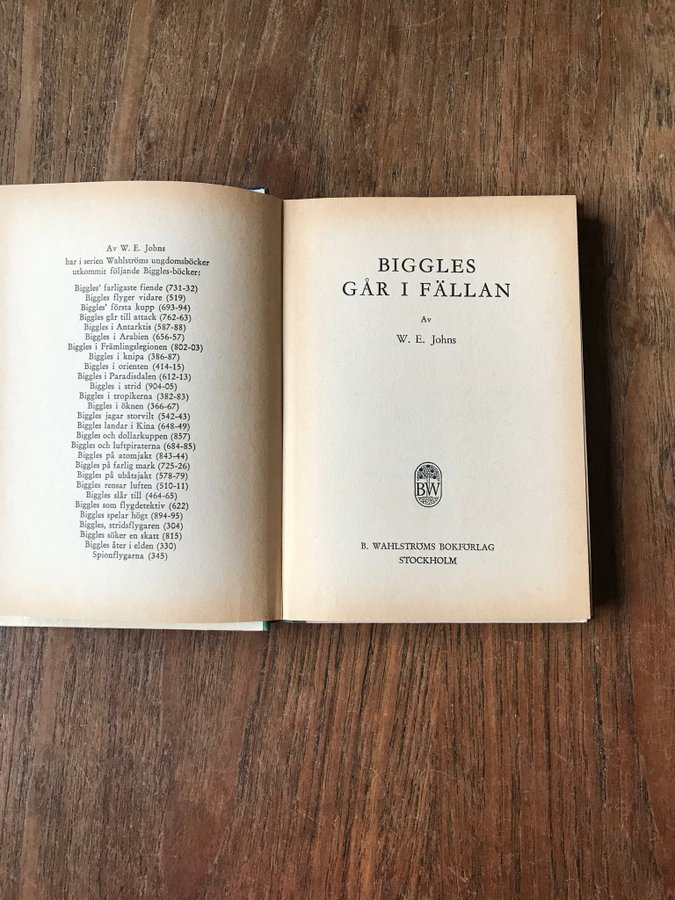 Av W. E. Johns
har i serien Wahlströms ungdomsböcker
utkommit följande Biggles-böcker:
Biggles' farligaste fiende (731-32)
Biggles flyger vidare (519)
Biggles' första kupp (693-94)
Biggles går till attack (762-63)
Biggles i Antarktis (587-88)
Biggles i Arabien (656-57)
Biggles i Främlingslegionen (802-03)
Biggles i knipa (386-87)
Biggles i orienten (414-15)
Biggles i Paradisdalen (612-13)
Biggles i strid (904-05)
Biggles i tropikerna (382-83)
Biggles i öknen (366-67)
Biggles jagar storvilt (542-43)
Biggles landar i Kina (648-49)
Biggles och dollarkuppen (857)
Biggles och luftpiraterna (684-85)
Biggles på atomjakt (843-44)
Biggles på farlig mark (725-26)
Biggles på ubåtsjakt (578-79)
Biggles rensar luften (510-11)
Biggles slår till (464-65)
Biggles som flygdetektiv (622)
Biggles spelar högt (894-95)
Biggles, stridsflygaren (304)
Biggles söker en skatt (815)
Biggles åter i elden (330)
Spionflygarna (345)
BIGGLES
GÅR I FÄLLAN
Av
W. E. Johns
BW
B. WAHLSTRÖMS BOKFÖRLAG
STOCKHOLM